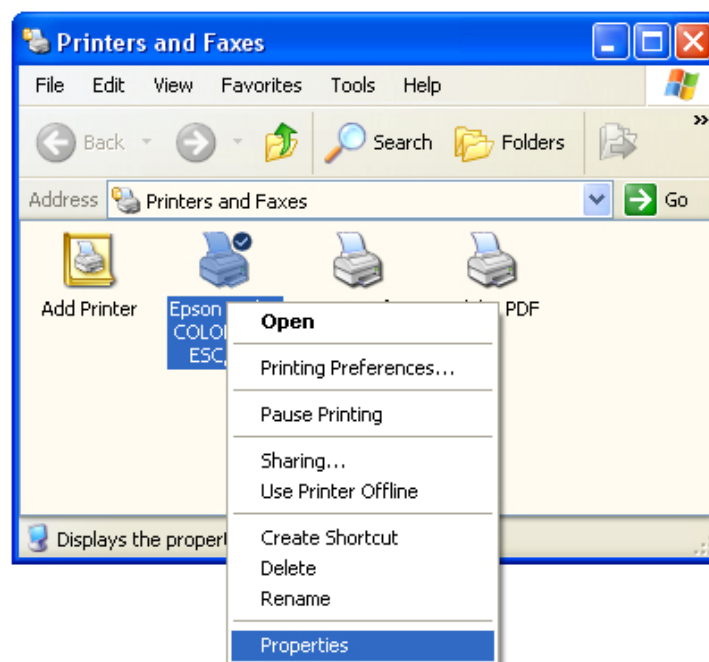 Printers and Faxes
File Edit View Favorites Tools Help
Back Search Folders »
Address Printers and Faxes Go
Add Printer
Epson
COLO
ESC
PDF
Open
Printing Preferences...
Pause Printing
Sharing...
Use Printer Offline
Create Shortcut
Delete
Rename
Properties
Displays the proper